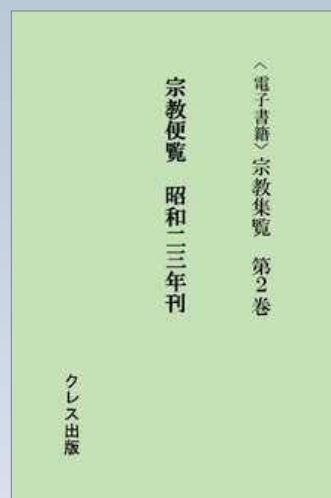 〈電子書籍〉宗教集覧　第2巻
宗教便覧　昭和二三年刊
クレス出版